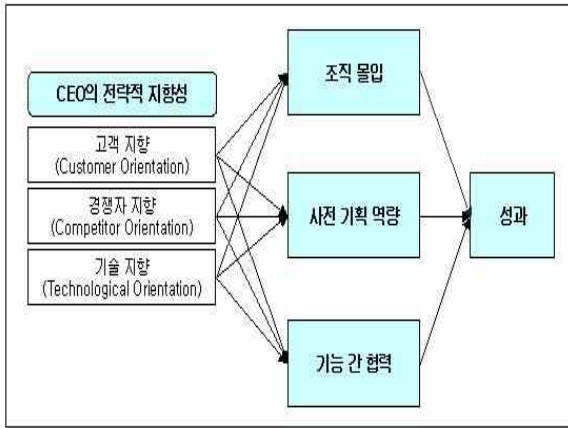 CEO의 전략적 지향성
고객 지향
(Customer Orientation)
경쟁자 지향
(Competitor Orientation)
기술 지향
(Technological Orientation)
조직 몰입
사전 기획 역량
기능 간 협력
성과